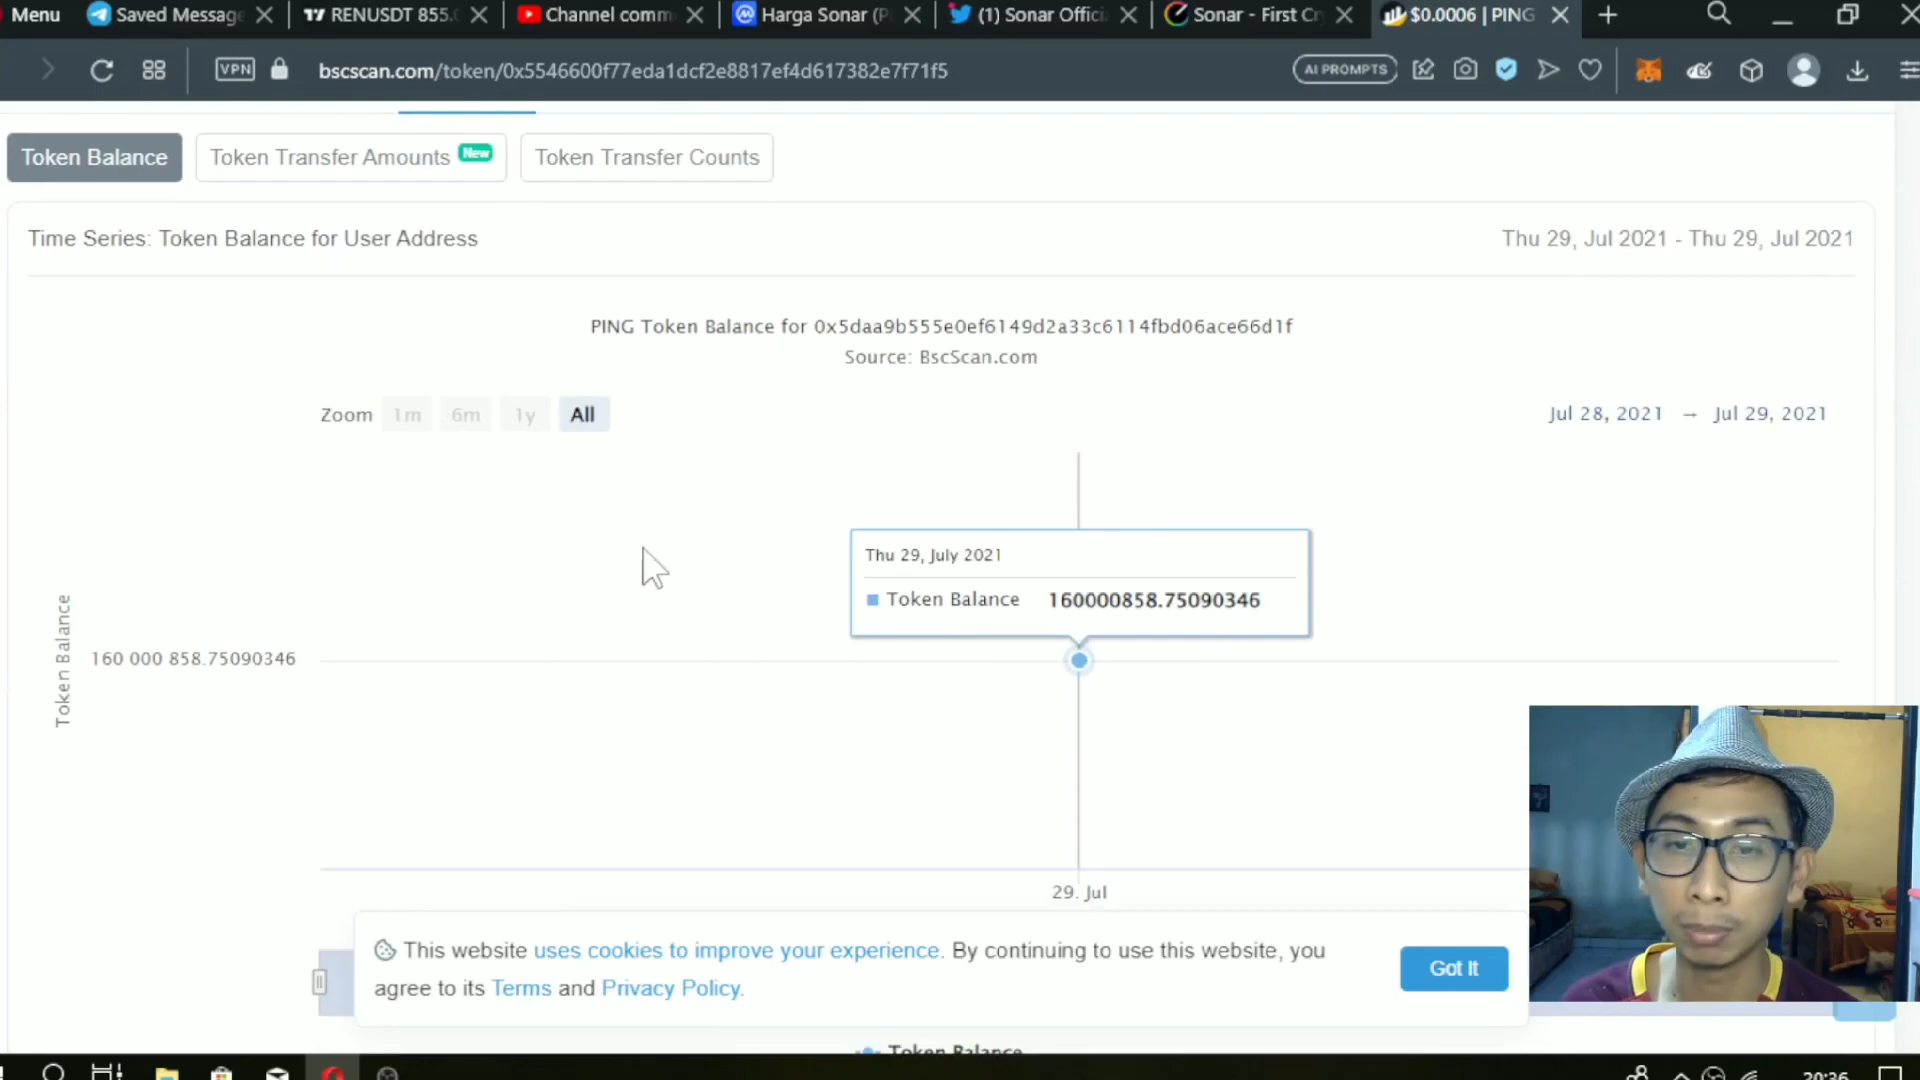 Menu
Saved Message
RENUSDT 855.
Channel comm
Harga Sonar (P
(1) Sonar Offici
Sonar - First Cr
$0.0006 | PING
VPN
bscscan.com/token/0x5546600f77eda1dcf2e8817ef4d617382e7f71f5
AI PROMPTS
Token Balance
Token Transfer Amounts New
Token Transfer Counts
Time Series: Token Balance for User Address
Thu 29, Jul 2021 - Thu 29, Jul 2021
PING Token Balance for 0x5daa9b555e0ef6149d2a33c6114fbd06ace66d1f
Source: BscScan.com
Zoom 1m 6m 1y All
Jul 28, 2021 → Jul 29, 2021
Thu 29, July 2021
Token Balance 160000858.75090346
Token Balance
160 000 858.75090346
29. Jul
This website uses cookies to improve your experience. By continuing to use this website, you
agree to its Terms and Privacy Policy.
Got It
Token Balance
20:36